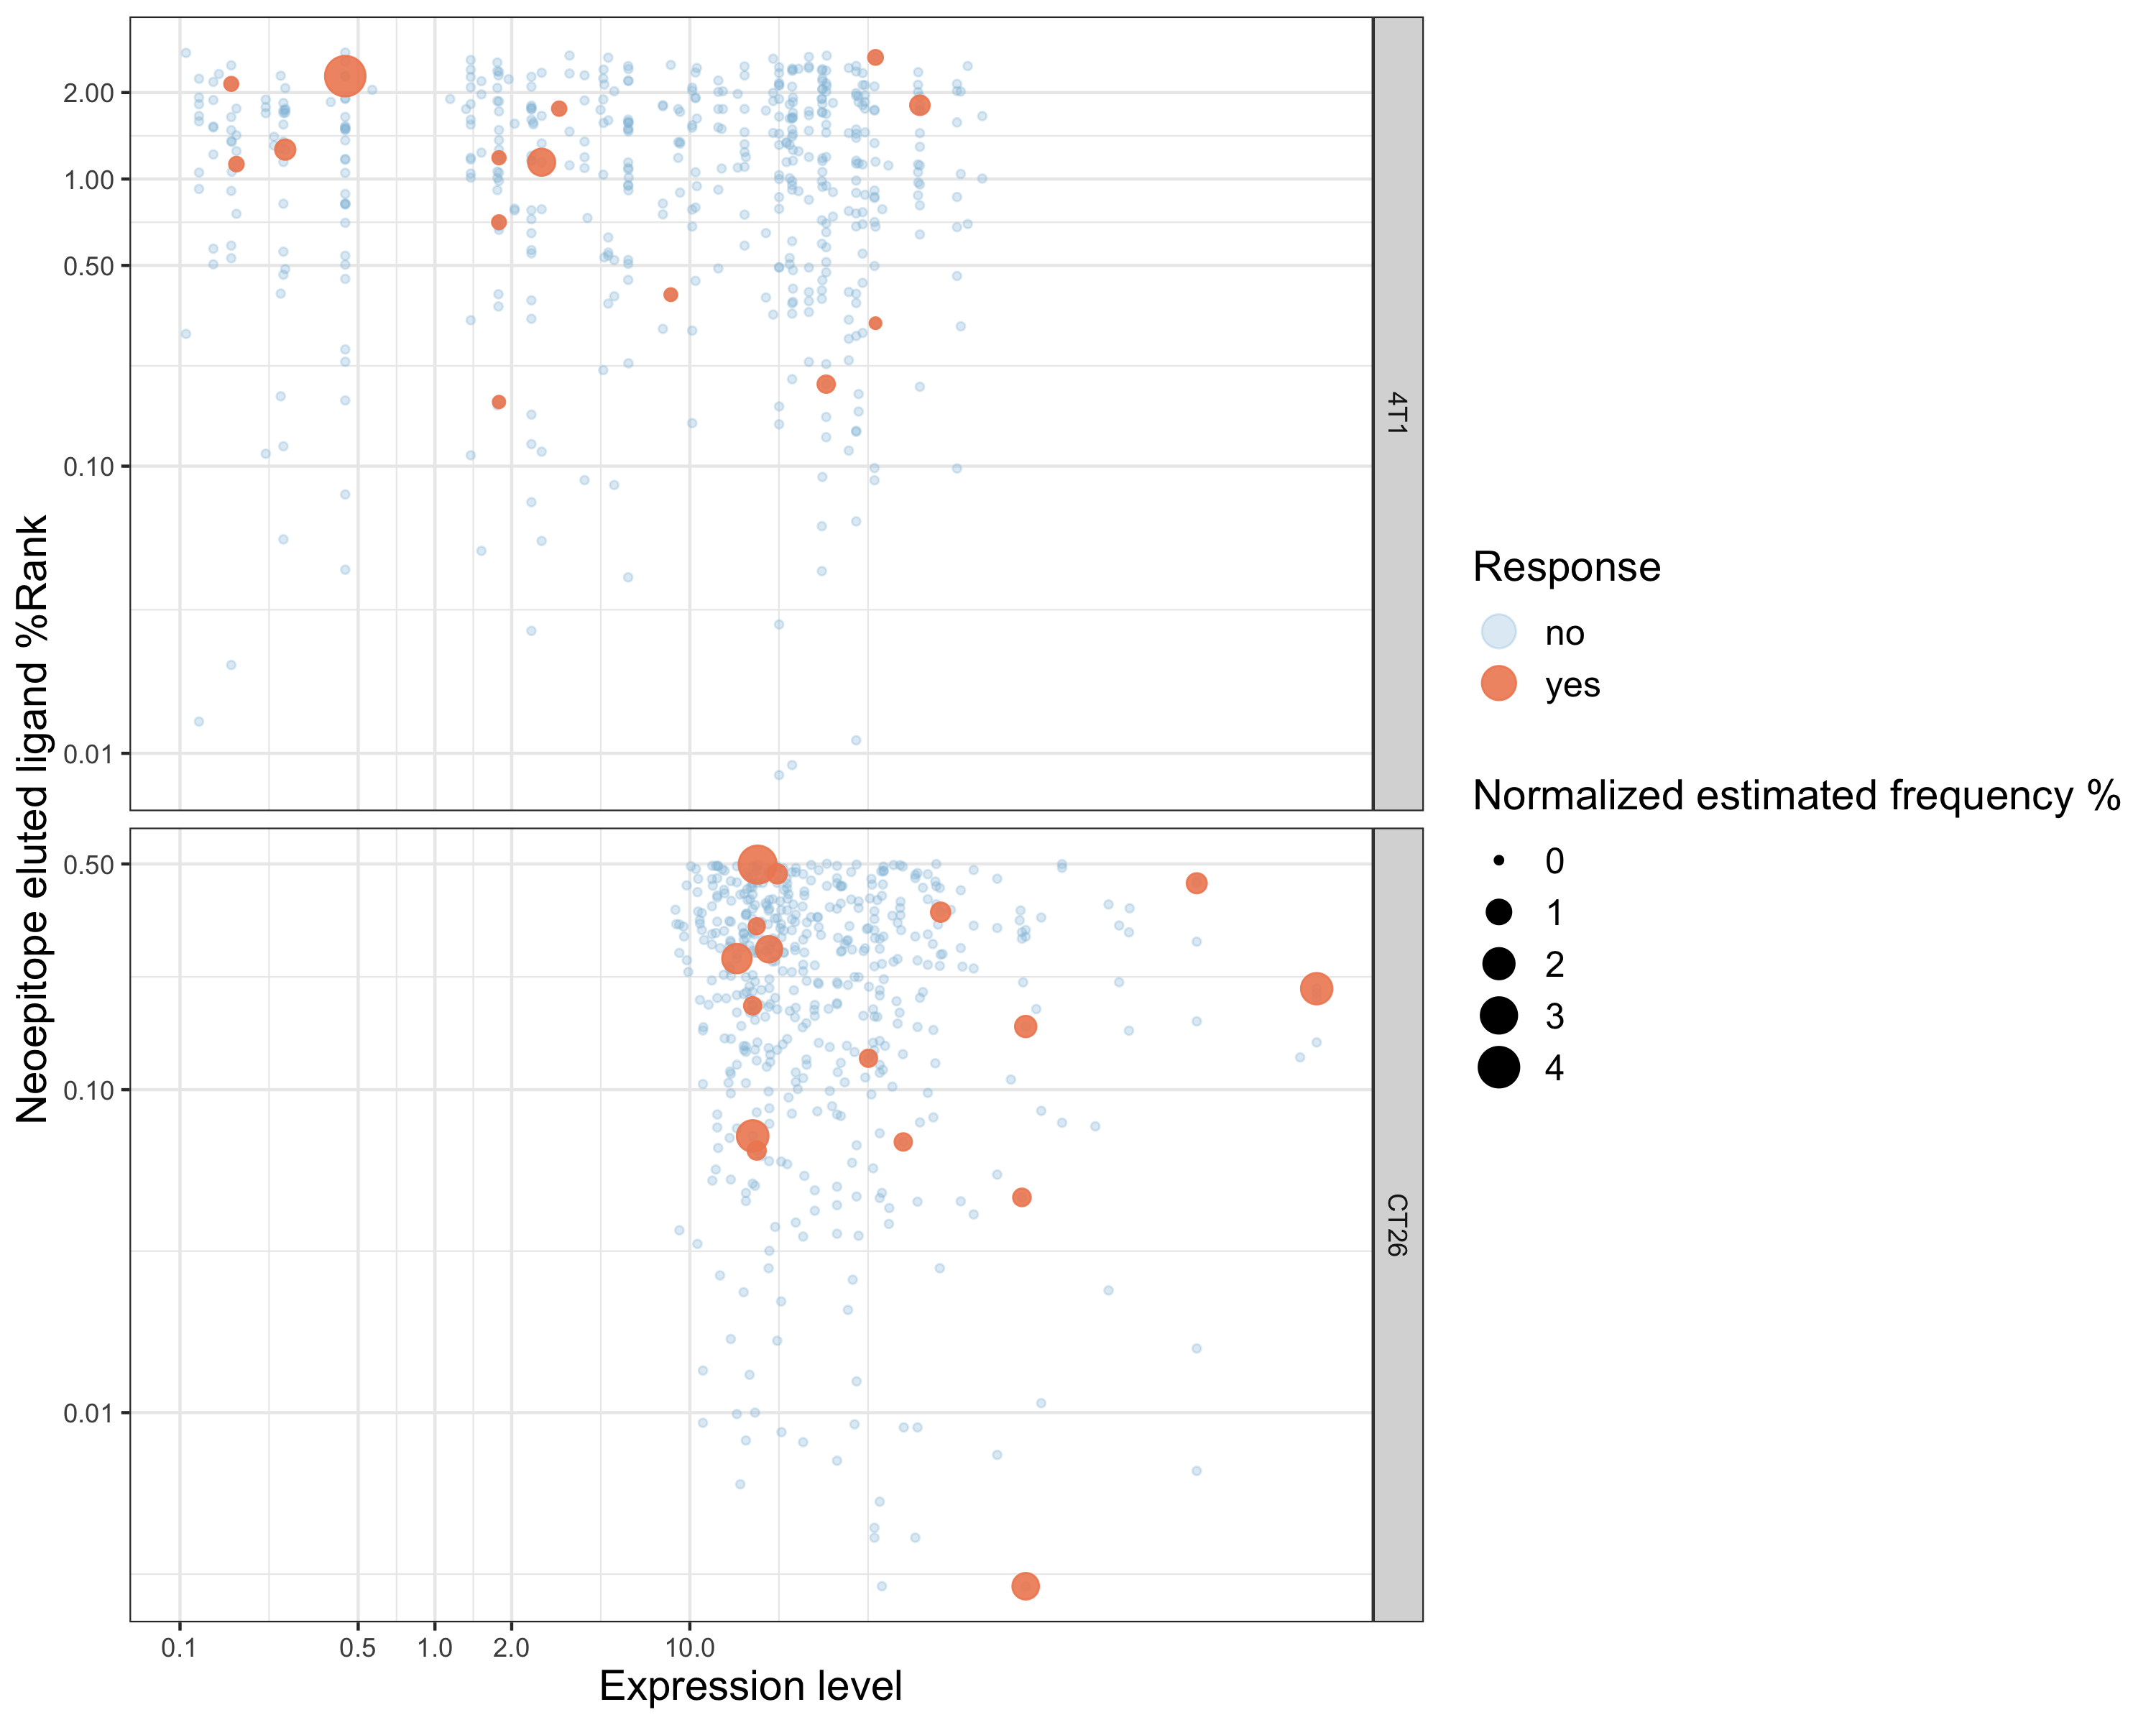 Neoepitope eluted ligand %Rank
2.00
1.00
0.50
0.10
0.01
4T1
0.50
0.10
0.01
CT26
0.1
0.5
1.0
2.0
10.0
Expression level
Response
no
yes
Normalized estimated frequency %
0
1
2
3
4